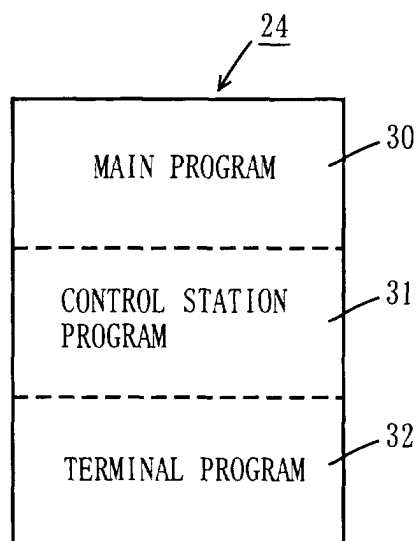 24
30
MAIN PROGRAM
31
CONTROL STATION
PROGRAM
32
TERMINAL PROGRAM